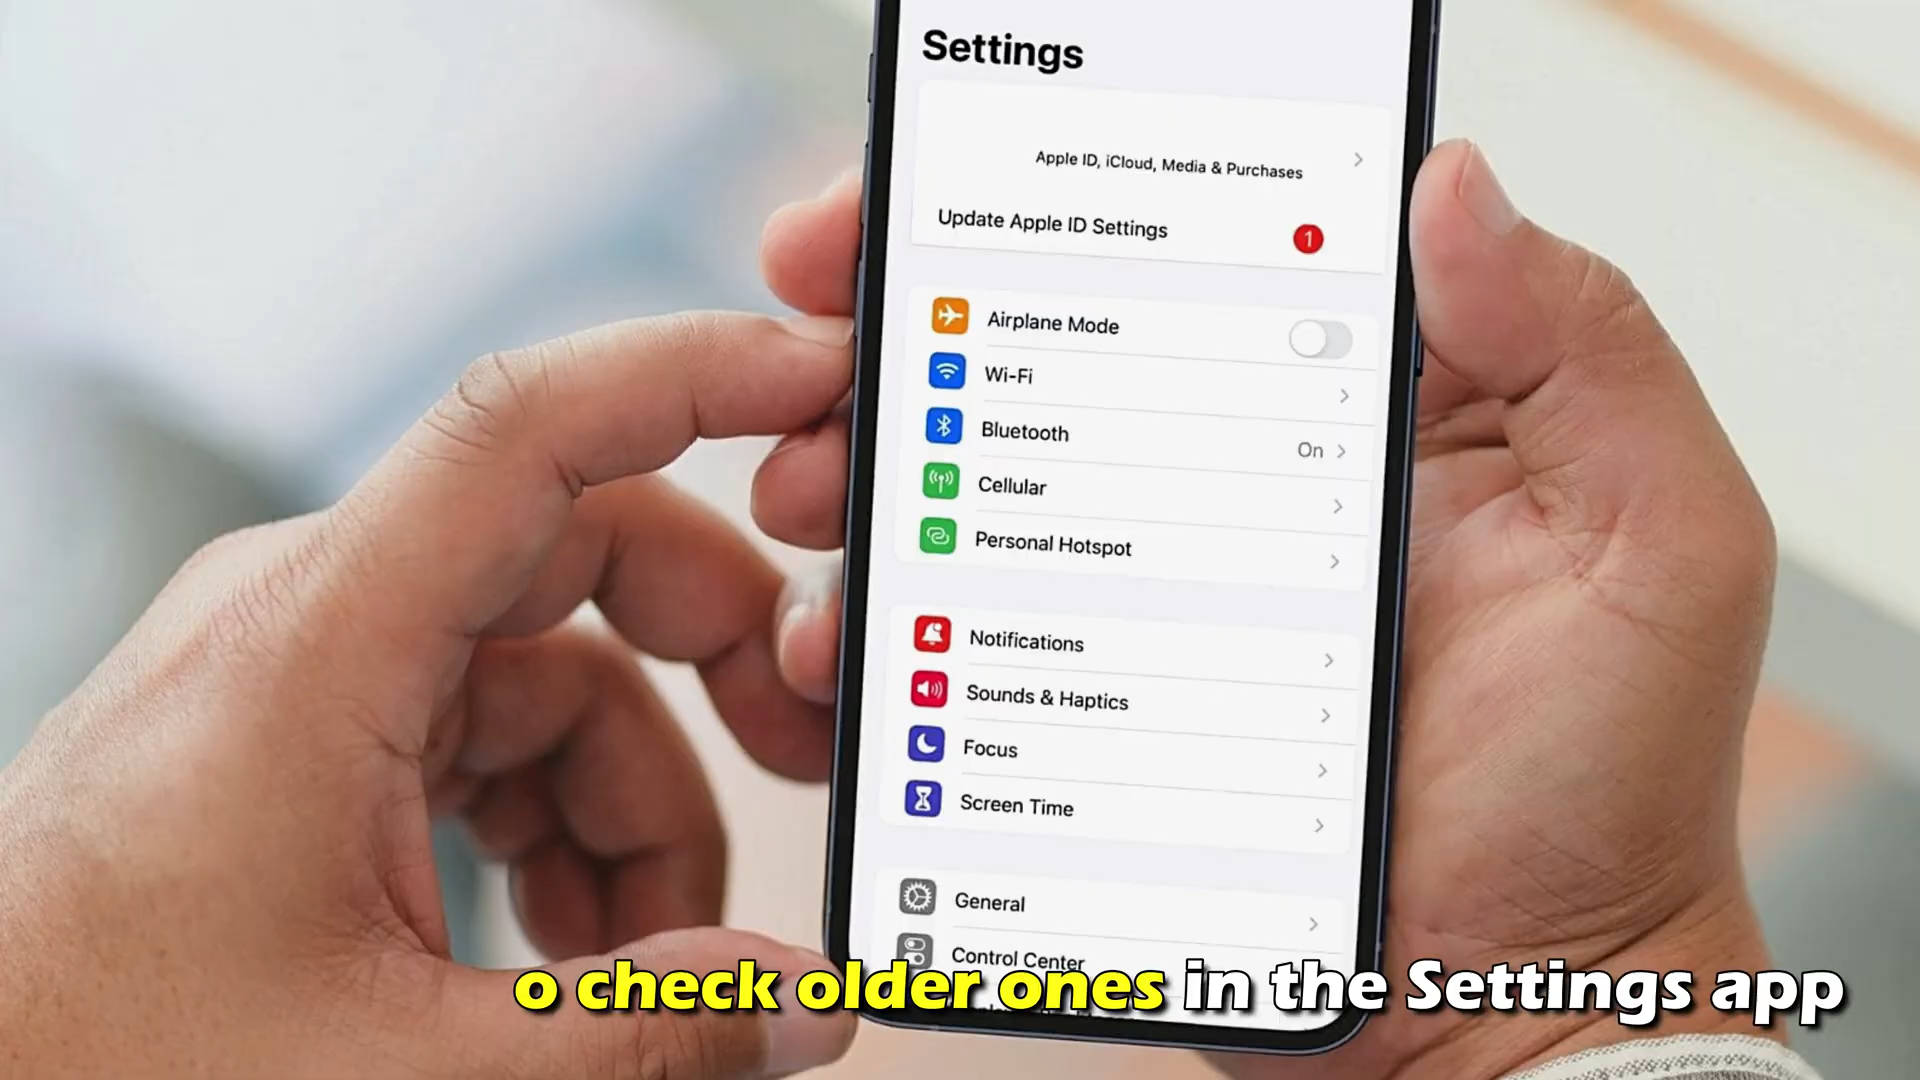 Settings
Apple ID, iCloud, Media & Purchases
Update Apple ID Settings
1
Airplane Mode
Wi-Fi
Bluetooth On
Cellular
Personal Hotspot
Notifications
Sounds & Haptics
Focus
Screen Time
General
Control Center
o check older ones in the Settings app